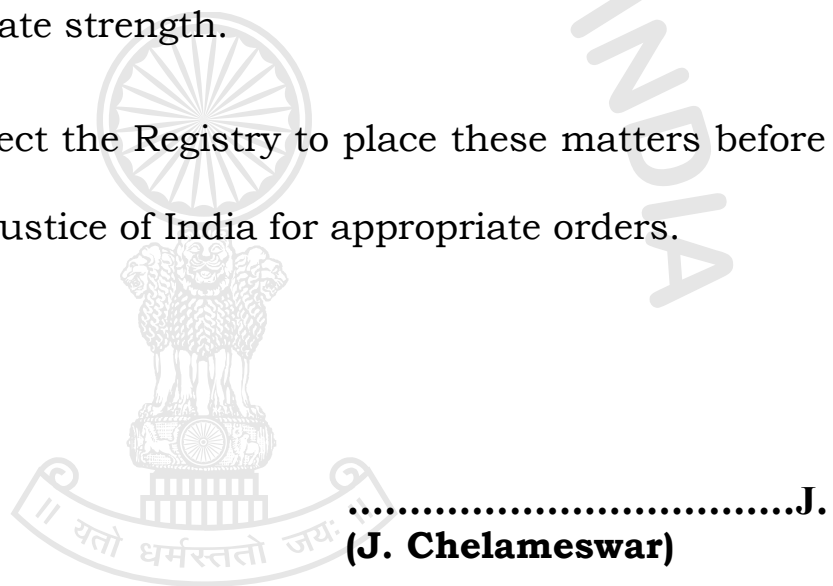 ate strength.
ect the Registry to place these matters before
ustice of India for appropriate orders.
INDIA
॥ यतो धर्मस्ततो जयः ॥
.....................................J.
(J. Chelameswar)